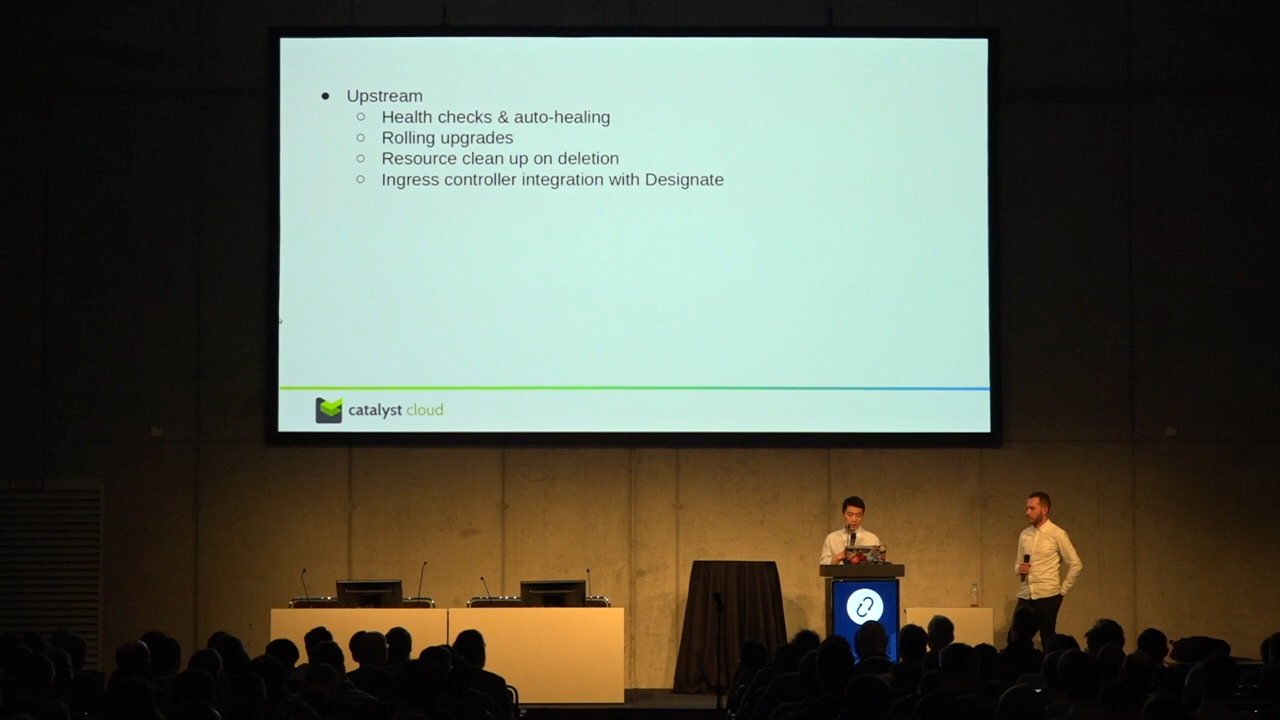 ● Upstream
○ Health checks & auto-healing
○ Rolling upgrades
○ Resource clean up on deletion
○ Ingress controller integration with Designate
catalyst cloud